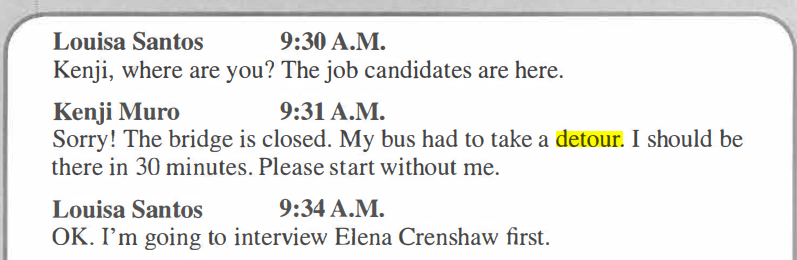 Louisa Santos 9:30 A.M.
Kenji, where are you? The job candidates are here.
Kenji Muro 9:31 A.M.
Sorry! The bridge is closed. My bus had to take a detour. I should be
there in 30 minutes. Please start without me.
Louisa Santos 9:34 A.M.
OK. I'm going to interview Elena Crenshaw first.